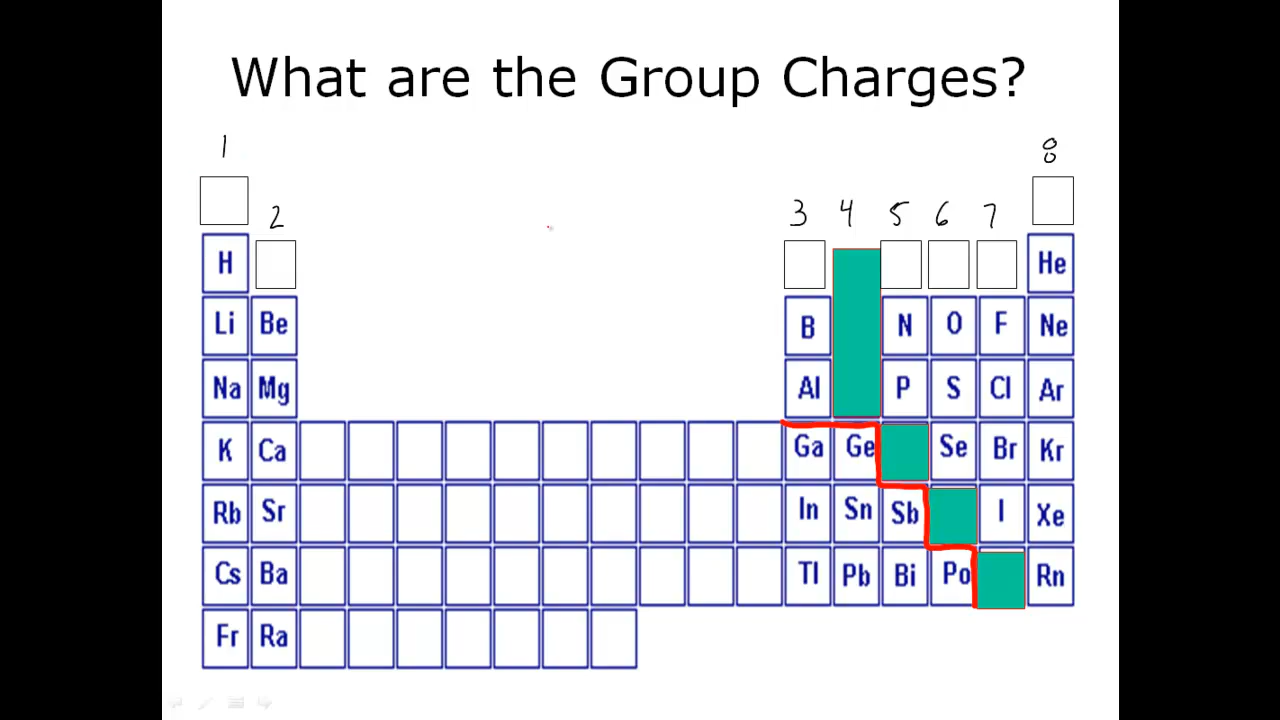 What are the Group Charges?
1 8
2 3 4 5 6 7
H He
Li Be B N O F Ne
Na Mg Al P S Cl Ar
K Ca Ga Ge Se Br Kr
Rb Sr In Sn Sb I Xe
Cs Ba Tl Pb Bi Po Rn
Fr Ra